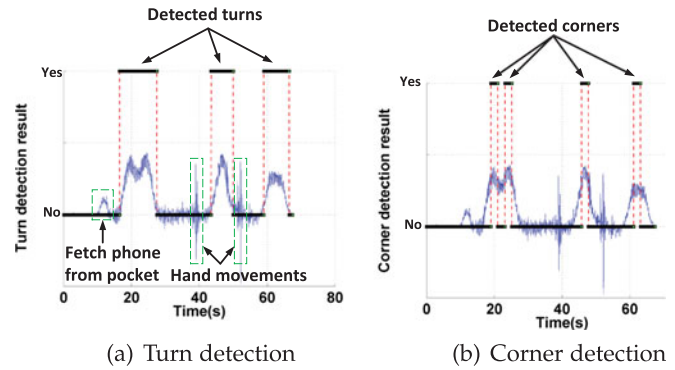 Detected turns
Yes
No
Turn detection result
Fetch phone
from pocket
Hand movements
0 20 40 60 80
Time(s)
(a) Turn detection
Detected corners
Yes
No
Corner detection result
0 20 40 60
Time(s)
(b) Corner detection